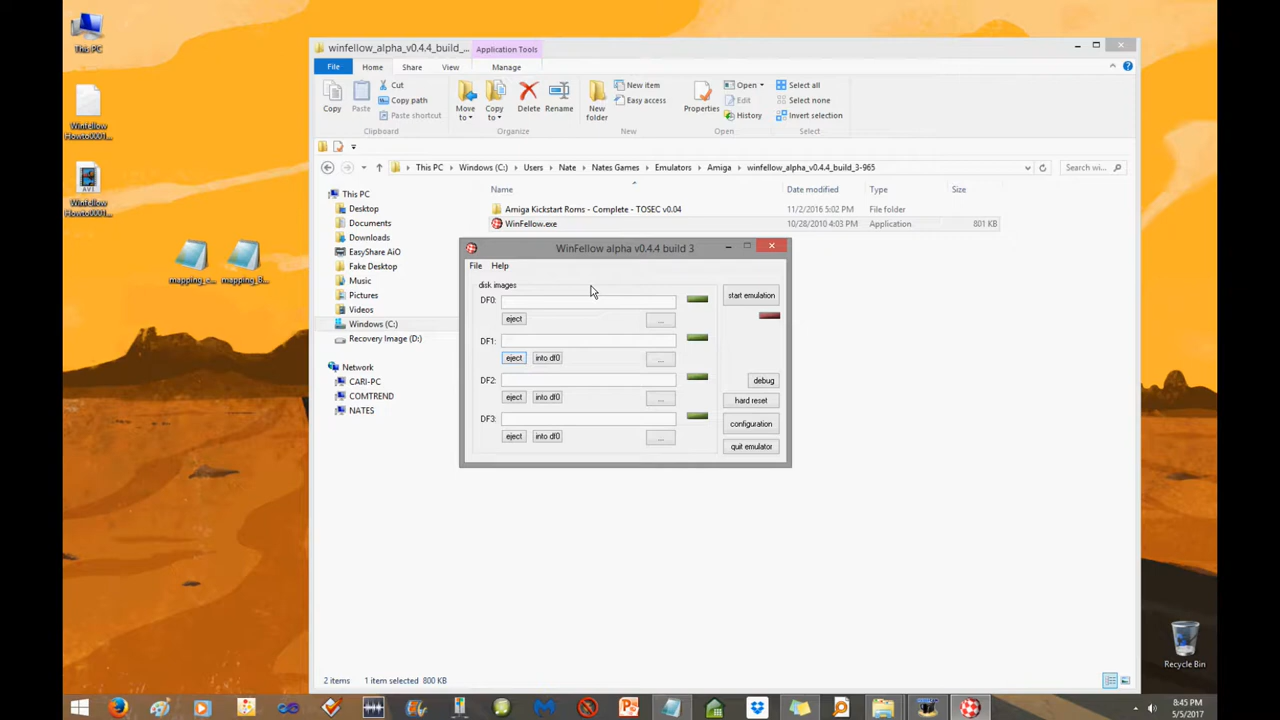 This PC
Winfellow
Howto0001...
Winfellow
Howto0001...
mapping_c...
mapping_8...
winfellow_alpha_v0.4.4_build_...
Application Tools
File
Home
Share
View
Manage
Copy
Paste
Cut
Copy path
Paste shortcut
Clipboard
Move to
Copy to
Delete
Rename
Organize
New folder
New item
Easy access
New
Properties
Open
Edit
History
Open
Select all
Select none
Invert selection
Select
This PC
Windows (C:)
Users
Nate
Nates Games
Emulators
Amiga
winfellow_alpha_v0.4.4_build_3-965
Search wi...
Name
Date modified
Type
Size
This PC
Desktop
Documents
Downloads
EasyShare AiO
Fake Desktop
Music
Pictures
Videos
Windows (C:)
Recovery Image (D:)
Network
CARI-PC
COMTREND
NATES
Amiga Kickstart Roms - Complete - TOSEC v0.04 11/2/2016 5:02 PM File folder
WinFellow.exe 10/28/2010 4:03 PM Application 801 KB
WinFellow alpha v0.4.4 build 3
File Help
disk images
DF0:
eject ...
DF1:
eject into df0 ...
DF2:
eject into df0 ...
DF3:
eject into df0 ...
start emulation
debug
hard reset
configuration
quit emulator
2 items 1 item selected 800 KB
Recycle Bin
8:45 PM
5/5/2017